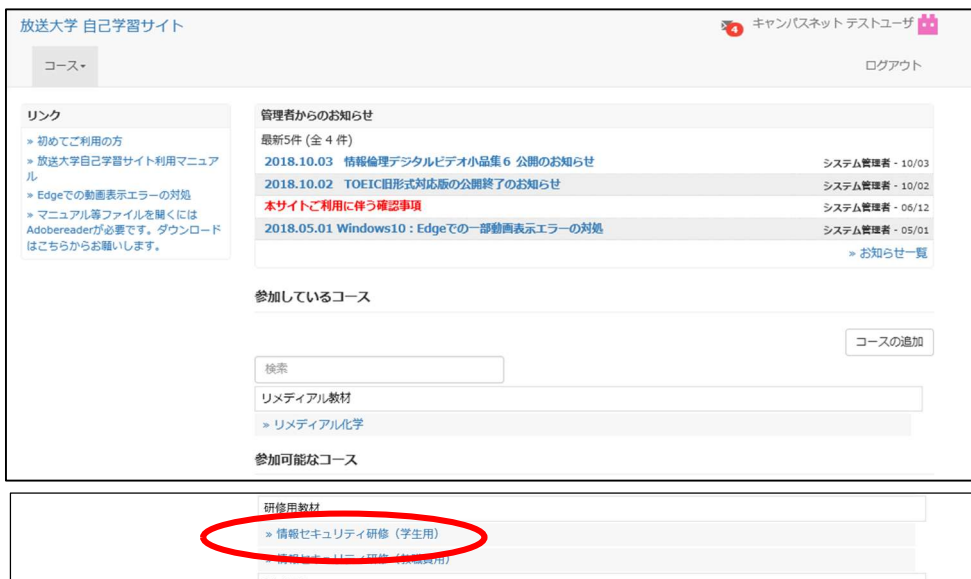 放送大学 自己学習サイト
4
キャンパスネット テストユーザ
コース
ログアウト
リンク
» 初めてご利用の方
» 放送大学自己学習サイト利用マニュア
ル
» Edgeでの動画表示エラーの対処
» マニュアル等ファイルを開くには
Adobereaderが必要です。ダウンロード
はこちらからお願いします。
管理者からのお知らせ
最新5件 (全 4 件)
2018.10.03 情報倫理デジタルビデオ小品集6 公開のお知らせ システム管理者 - 10/03
2018.10.02 TOEIC旧形式対応版の公開終了のお知らせ システム管理者 - 10/02
本サイトご利用に伴う確認事項 システム管理者 - 06/12
2018.05.01 Windows10:Edgeでの一部動画表示エラーの対処 システム管理者 - 05/01
» お知らせ一覧
参加しているコース
コースの追加
検索
リメディアル教材
» リメディアル化学
参加可能なコース
研修用教材
» 情報セキュリティ研修(学生用)
» 情報セキュリティ研修(教職員用)